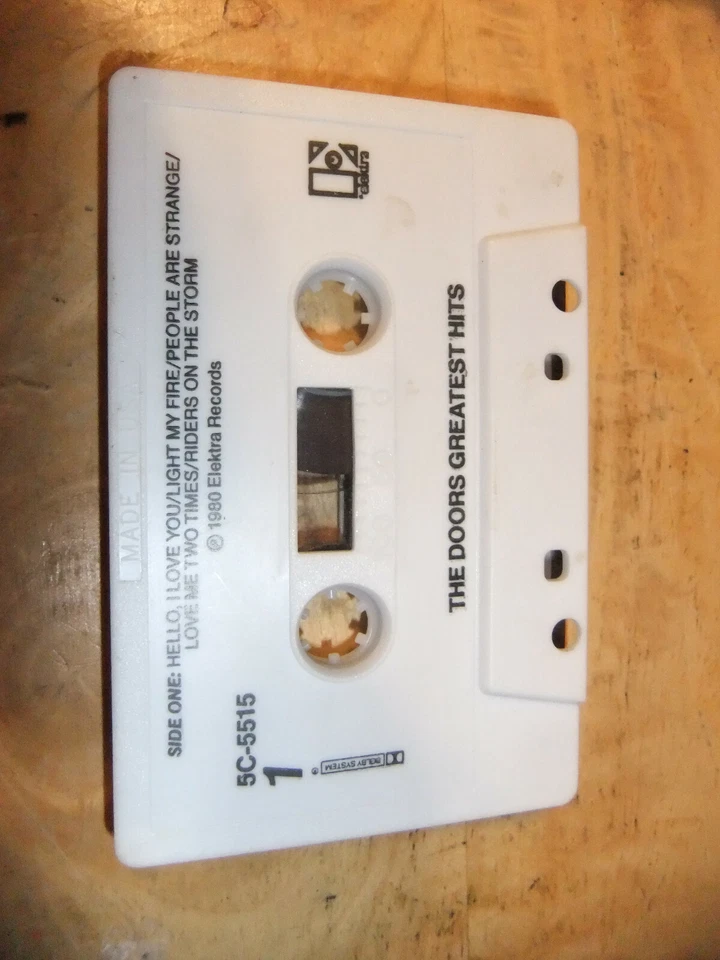 MADE IN U
SIDE ONE: HELLO, I LOVE YOU/LIGHT MY FIRE/PEOPLE ARE STRANGE/
LOVE ME TWO TIMES/RIDERS ON THE STORM
℗ 1980 Elektra Records
5C-5515
1
elektra
® DOLBY SYSTEM
THE DOORS GREATEST HITS